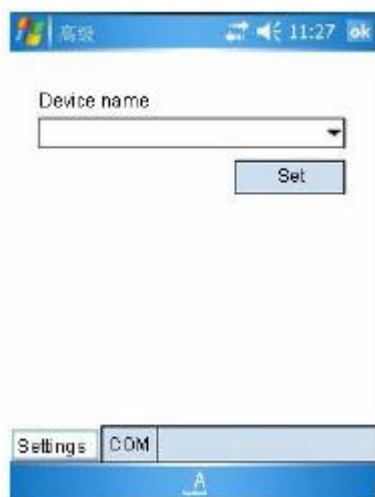 高级 11:27 ok
Device name
Set
Settings COM
A